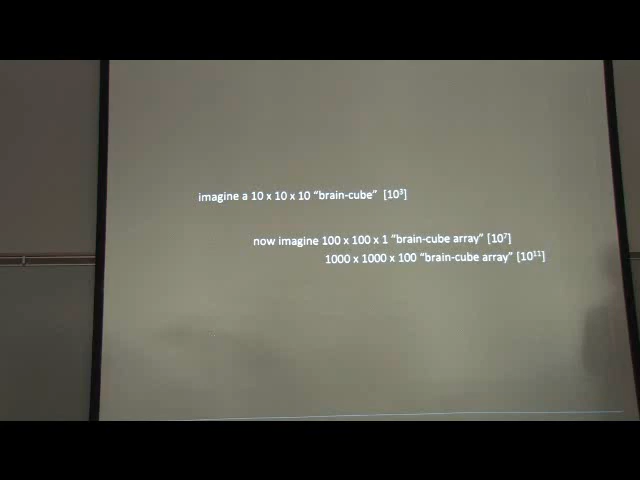 imagine a 10 x 10 x 10 “brain-cube” [10³]
now imagine 100 x 100 x 1 “brain-cube array” [10⁷]
1000 x 1000 x 100 “brain-cube array” [10¹¹]